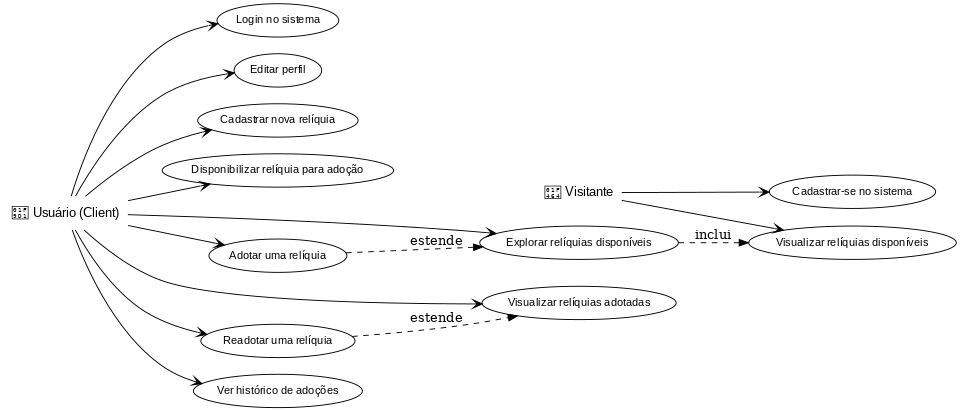 Login no sistema
Editar perfil
Cadastrar nova relíquia
Disponibilizar relíquia para adoção
Visitante
Cadastrar-se no sistema
Usuário (Client)
estende
Explorar relíquias disponíveis
inclui
Visualizar relíquias disponíveis
Adotar uma relíquia
Visualizar relíquias adotadas
estende
Readotar uma relíquia
Ver histórico de adoções